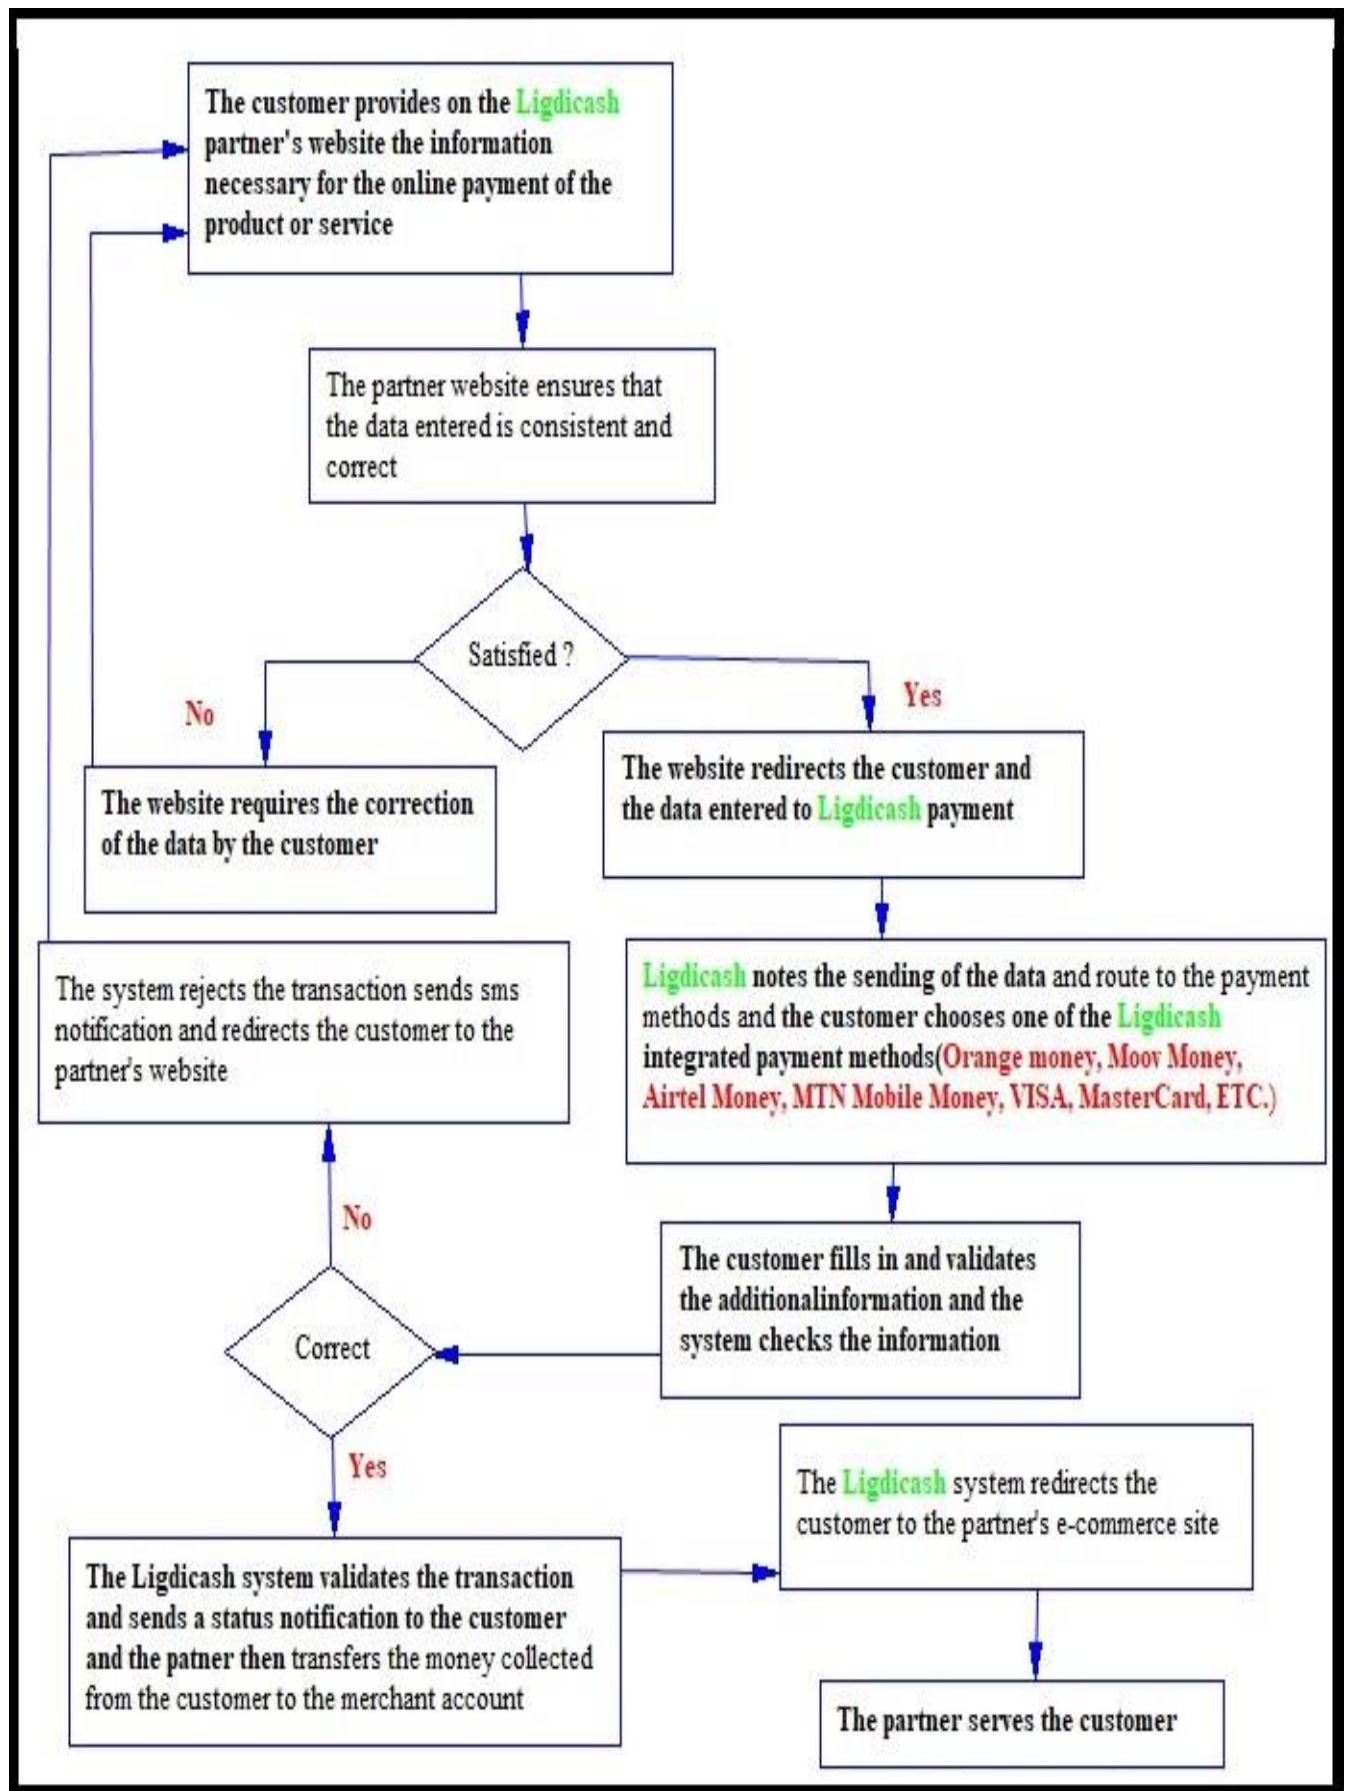 The customer provides on the Ligdicash
partner's website the information
necessary for the online payment of the
product or service
The partner website ensures that
the data entered is consistent and
correct
Satisfied ?
No
Yes
The website requires the correction
of the data by the customer
The website redirects the customer and
the data entered to Ligdicash payment
The system rejects the transaction sends sms
notification and redirects the customer to the
partner's website
Ligdicash notes the sending of the data and route to the payment
methods and the customer chooses one of the Ligdicash
integrated payment methods(Orange money, Moov Money,
Airtel Money, MTN Mobile Money, VISA, MasterCard, ETC.)
No
The customer fills in and validates
the additionalinformation and the
system checks the information
Correct
Yes
The Ligdicash system redirects the
customer to the partner's e-commerce site
The Ligdicash system validates the transaction
and sends a status notification to the customer
and the patner then transfers the money collected
from the customer to the merchant account
The partner serves the customer